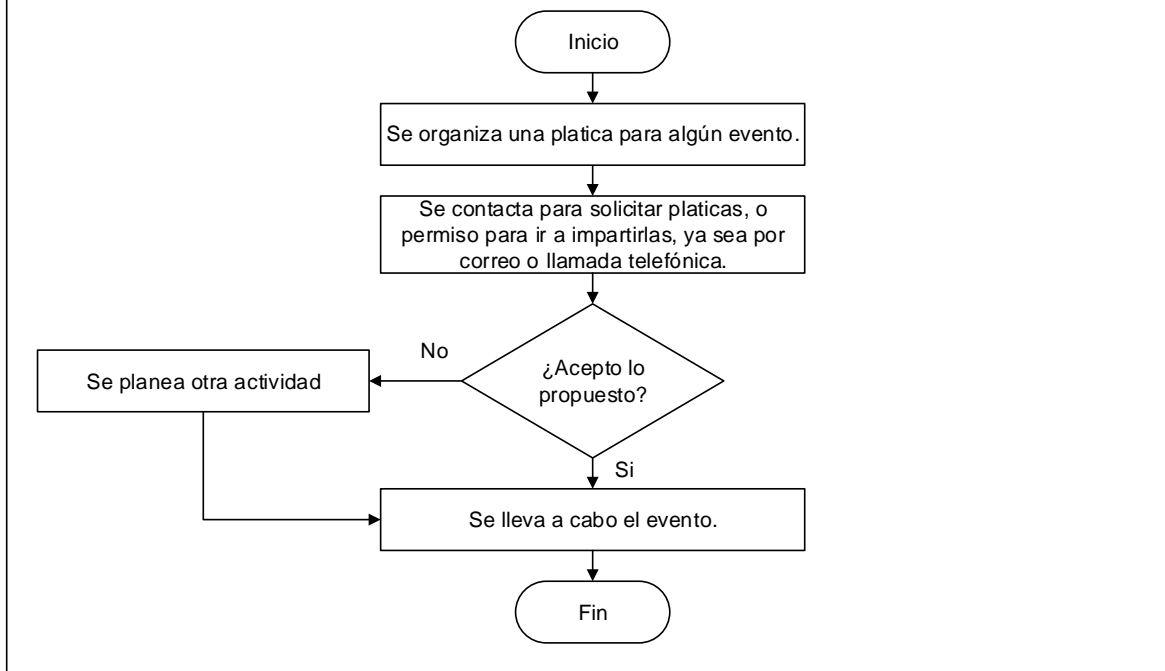 Inicio
Se organiza una platica para algún evento.
Se contacta para solicitar platicas, o
permiso para ir a impartirlas, ya sea por
correo o llamada telefónica.
¿Acepto lo
propuesto?
No
Se planea otra actividad
Si
Se lleva a cabo el evento.
Fin